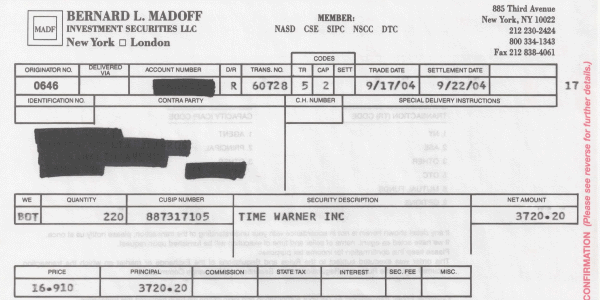 MADF
BERNARD L. MADOFF
INVESTMENT SECURITIES LLC
New York □ London
MEMBER:
NASD CSE SIPC NSCC DTC
885 Third Avenue
New York, NY 10022
212 230-2424
800 334-1343
Fax 212 838-4061
CODES
ORIGINATOR NO. DELIVERED VIA ACCOUNT NUMBER D/R TRANS. NO. TR CAP SETT TRADE DATE SETTLEMENT DATE
0646 R 60728 5 2 9/17/04 9/22/04 17
IDENTIFICATION NO. CONTRA PARTY C.H. NUMBER SPECIAL DELIVERY INSTRUCTIONS
WE QUANTITY CUSIP NUMBER SECURITY DESCRIPTION NET AMOUNT
BOT 220 887317105 TIME WARNER INC 3720.20
PRICE PRINCIPAL COMMISSION STATE TAX INTEREST SEC. FEE MISC.
16.910 3720.20
CONFIRMATION (Please see reverse for further details.)